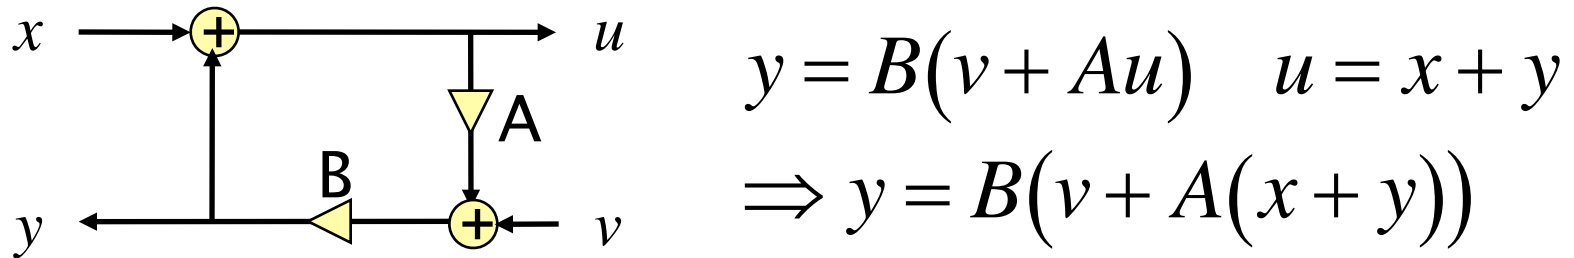 x + u
A
B
y + v
y = B(v + Au) u = x + y
⇒ y = B(v + A(x + y))